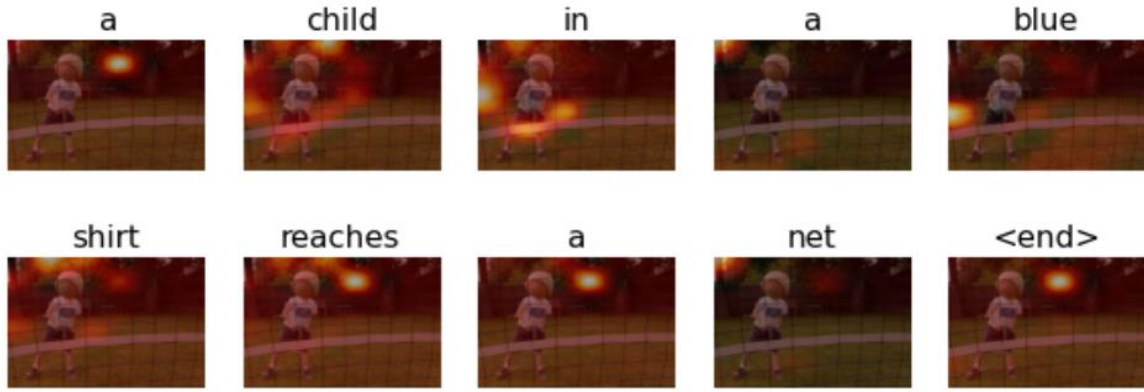 a child in a blue
shirt reaches a net <end>